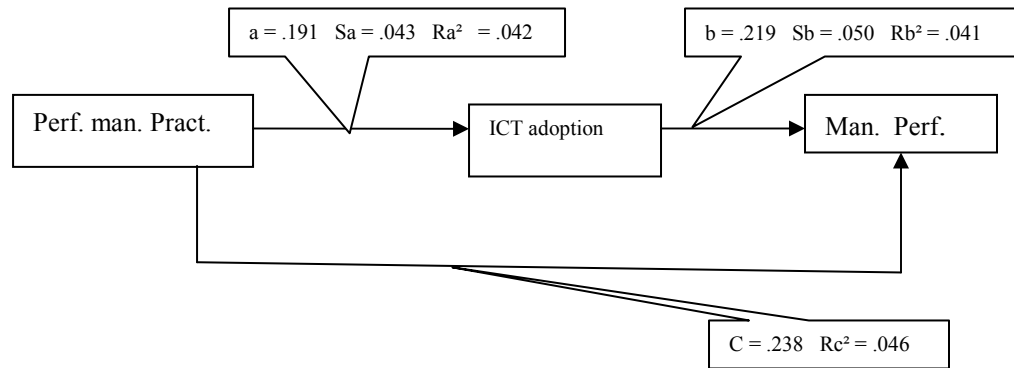 a = .191 Sa = .043 Ra² = .042
b = .219 Sb = .050 Rb² = .041
Perf. man. Pract.
ICT adoption
Man. Perf.
C = .238 Rc² = .046